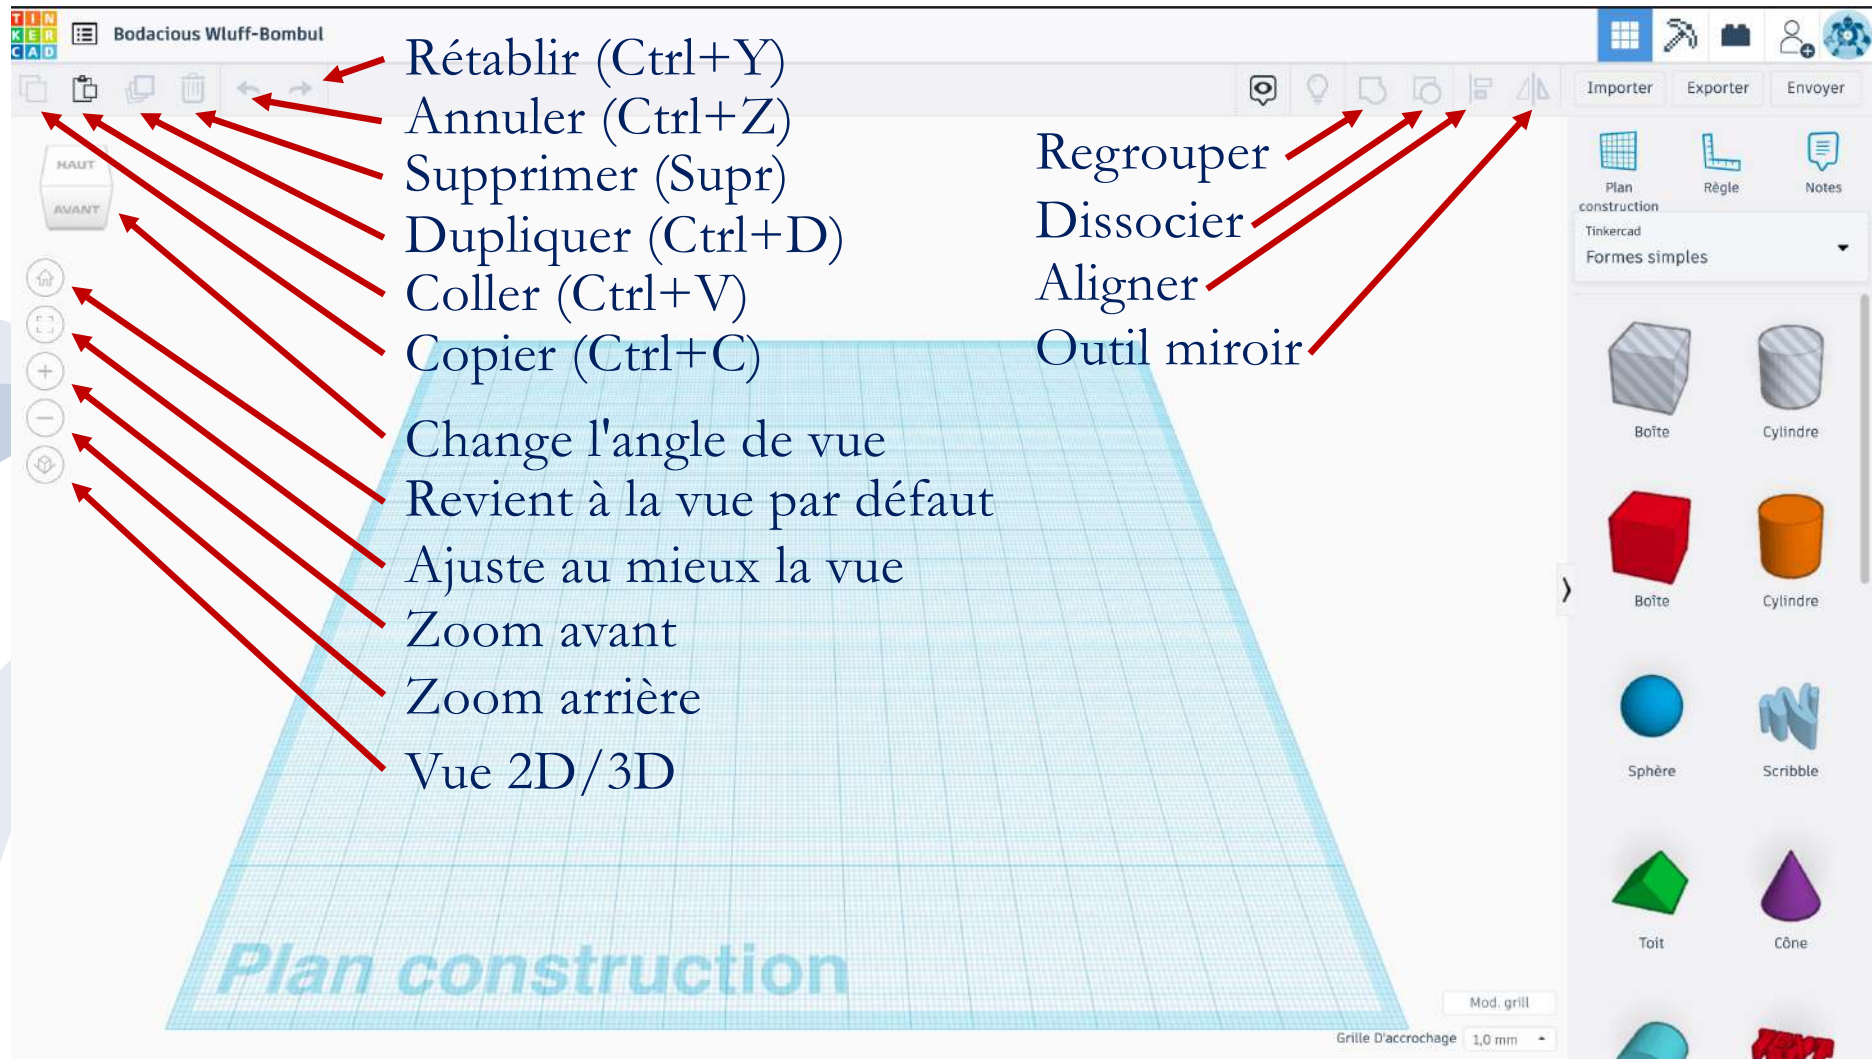 TIN
KER
CAD
Bodacious Wluff-Bombul
Rétablir (Ctrl+Y)
Annuler (Ctrl+Z)
Supprimer (Supr)
Dupliquer (Ctrl+D)
Coller (Ctrl+V)
Copier (Ctrl+C)
Change l'angle de vue
Revient à la vue par défaut
Ajuste au mieux la vue
Zoom avant
Zoom arrière
Vue 2D/3D
HAUT
AVANT
Regrouper
Dissocier
Aligner
Outil miroir
Importer Exporter Envoyer
Plan
construction
Règle
Notes
Tinkercad
Formes simples
Boîte Cylindre
Boîte Cylindre
Sphère Scribble
Toit Cône
TEXT
Plan construction
Mod. grill
Grille D'accrochage 1,0 mm